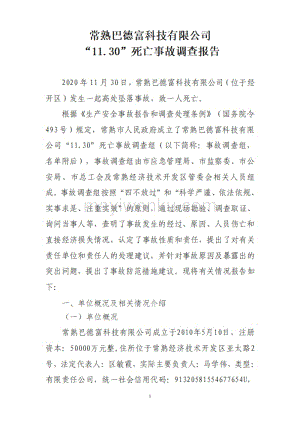 常熟巴德富科技有限公司
“11.30”死亡事故调查报告
2020年11月30日，常熟巴德富科技有限公司（位于经
开区）发生一起高处坠落事故，致一人死亡。
根据《生产安全事故报告和调查处理条例》（国务院令
493号）规定，常熟市人民政府成立了常熟巴德富科技有限
公司“11.30”死亡事故调查组（以下简称：事故调查组，
名单附后），事故调查组由市应急管理局、市监察委、市公安
局、市总工会及常熟经济技术开发区管委会相关人员组
成。事故调查组按照“四不放过”和“科学严谨、依法依规、
实事求是、注重实效”的原则，通过现场勘验、调查取证、
询问当事人等，查明了事故发生的经过、原因、人员伤亡和
直接经济损失情况，认定了事故性质和责任，提出了对有关
责任单位和责任人的处理建议，并针对事故原因及暴露出的
突出问题，提出了事故防范措施建议。现将有关情况报告如
下：
一、单位概况及相关情况介绍
（一）单位概况
常熟巴德富科技有限公司成立于2010年5月10日，注册
资本：50000万元整，住所位于常熟经济技术开发区亚太路2
号，法定代表人：区敏霞，实际主要负责人：马学伟，类型：
有限责任公司，统一社会信用代码：91320581554677654U，
1